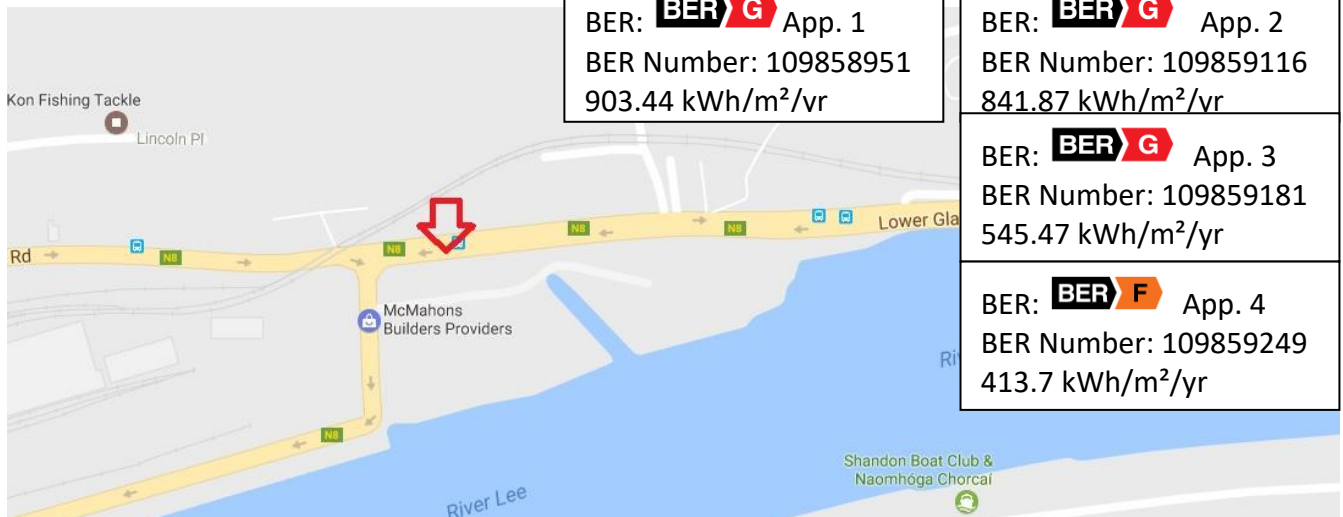 BER: BER G App. 1
BER Number: 109858951
903.44 kWh/m²/yr
BER: BER G App. 2
BER Number: 109859116
841.87 kWh/m²/yr
BER: BER G App. 3
BER Number: 109859181
545.47 kWh/m²/yr
BER: BER F App. 4
BER Number: 109859249
413.7 kWh/m²/yr
Kon Fishing Tackle
Lincoln Pl
Lower Gla
N8
N8
N8
Rd
N8
McMahons
Builders Providers
N8
Shandon Boat Club &
Naomhóga Chorcaí
River Lee